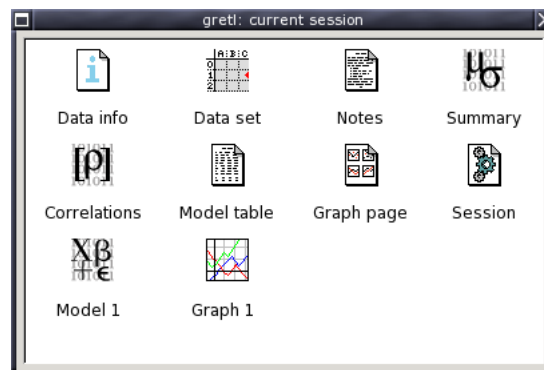 gretl: current session
Data info
Data set
Notes
Summary
Correlations
Model table
Graph page
Session
Model 1
Graph 1